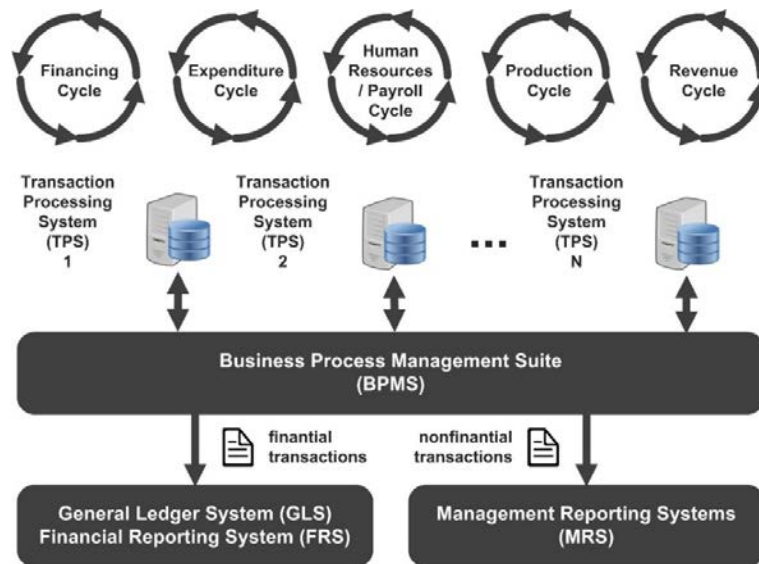 Financing
Cycle
Expenditure
Cycle
Human
Resources
/ Payroll
Cycle
Production
Cycle
Revenue
Cycle
Transaction
Processing
System
(TPS)
1
Transaction
Processing
System
(TPS)
2
...
Transaction
Processing
System
(TPS)
N
Business Process Management Suite
(BPMS)
finantial
transactions
nonfinantial
transactions
General Ledger System (GLS)
Financial Reporting System (FRS)
Management Reporting Systems
(MRS)